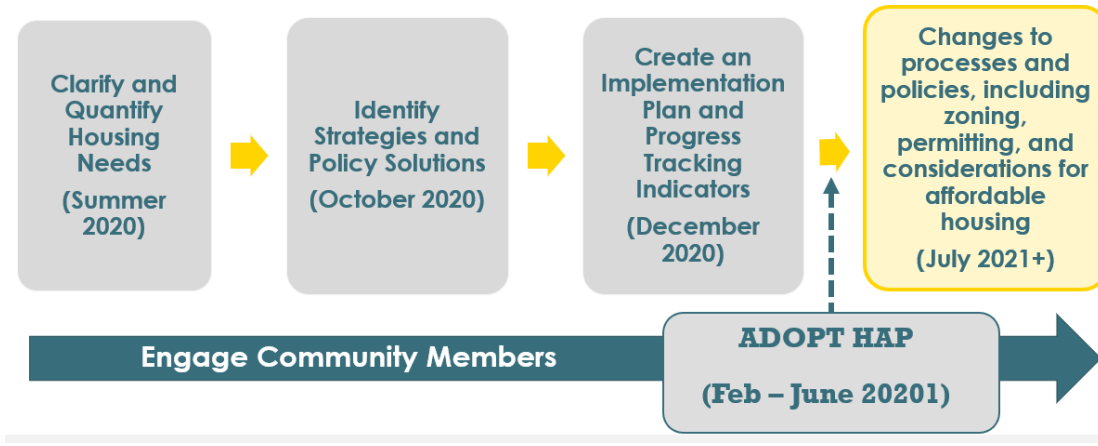 Clarify and
Quantify
Housing
Needs
(Summer
2020)
Identify
Strategies and
Policy Solutions
(October 2020)
Create an
Implementation
Plan and
Progress
Tracking
Indicators
(December
2020)
Changes to
processes and
policies, including
zoning,
permitting, and
considerations for
affordable
housing
(July 2021+)
Engage Community Members
ADOPT HAP
(Feb – June 20201)